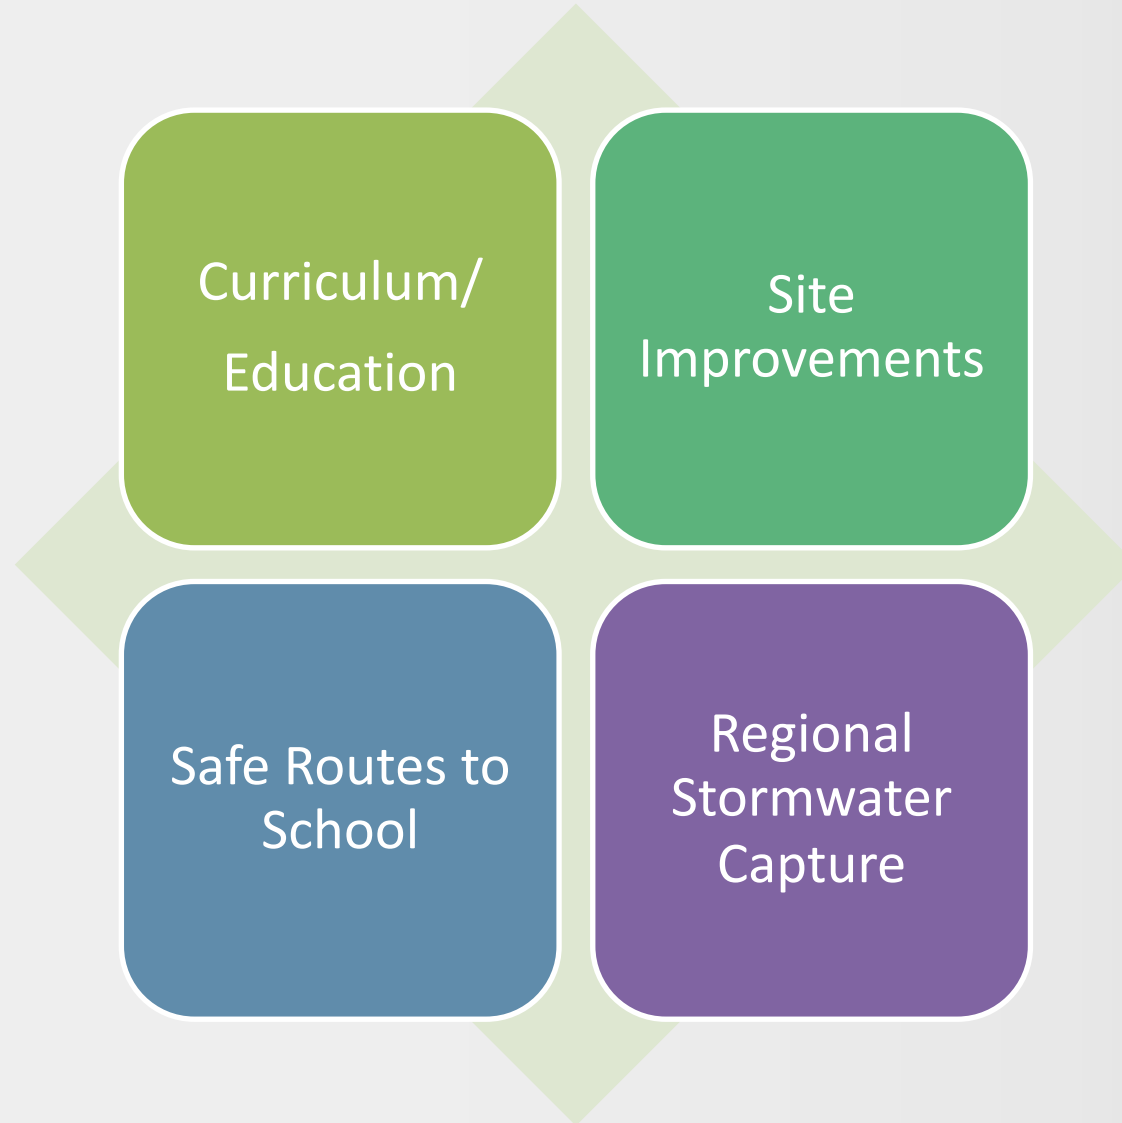 Curriculum/
Education
Site
Improvements
Safe Routes to
School
Regional
Stormwater
Capture